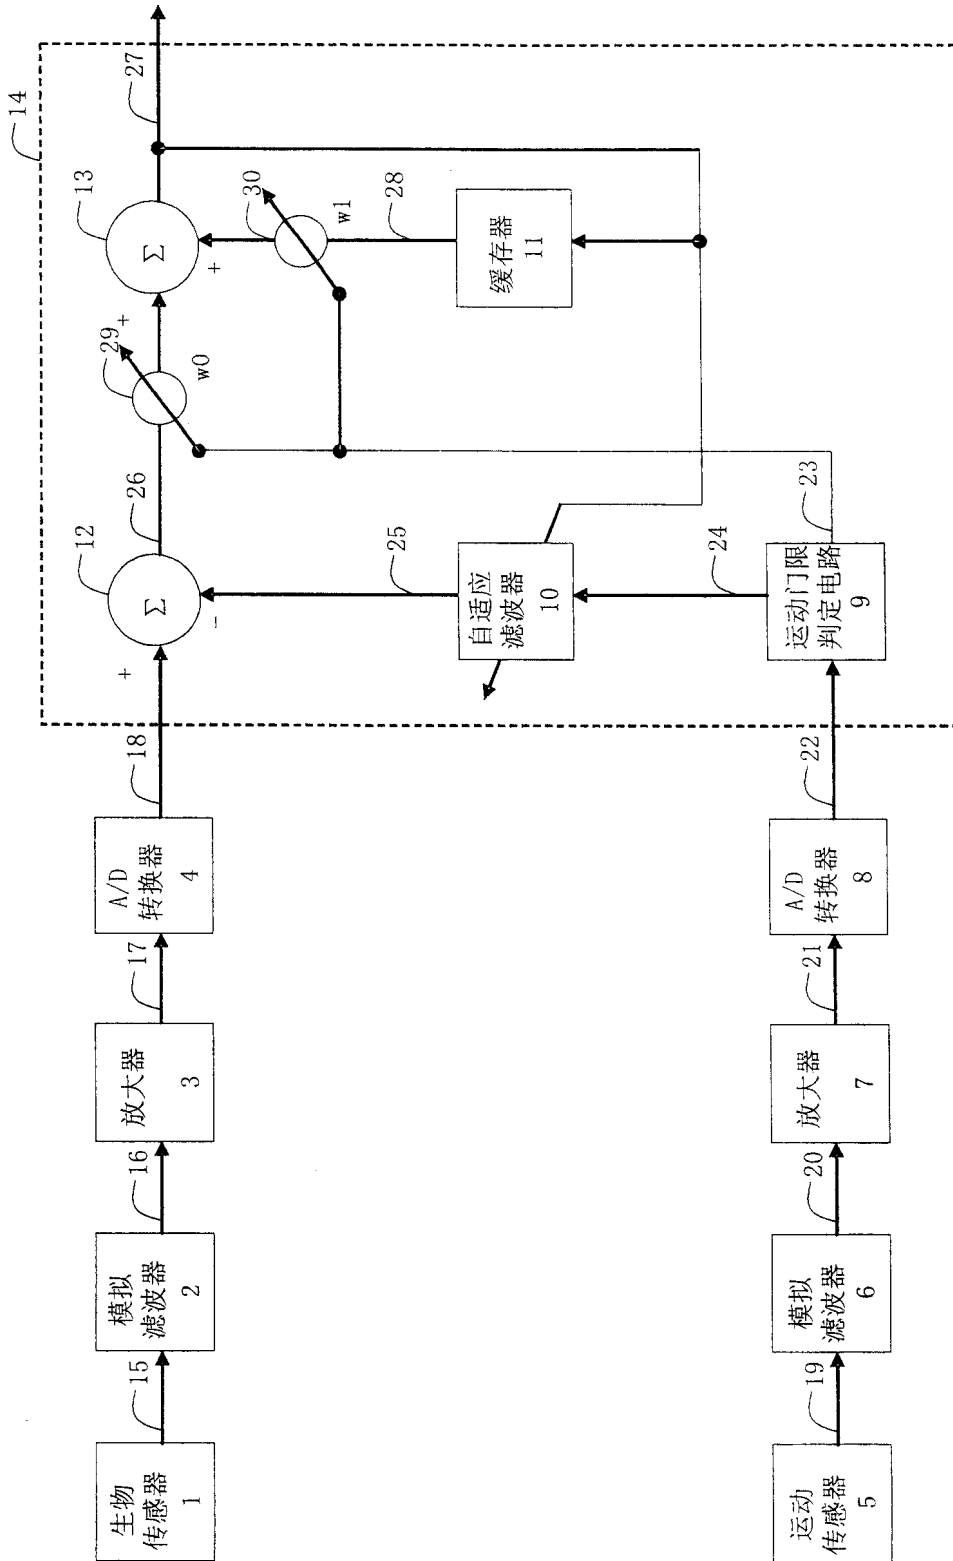 生物
传感器
1
15
模拟
滤波器
2
16
放大器
3
17
A/D
转换器
4
18
+
Σ
-
12
26
w0
29
+
Σ
+
13
27
14
30
w1
28
缓存器
11
25
自适应
滤波器
10
24
23
运动门限
判定电路
9
运动
传感器
5
19
模拟
滤波器
6
20
放大器
7
21
A/D
转换器
8
22